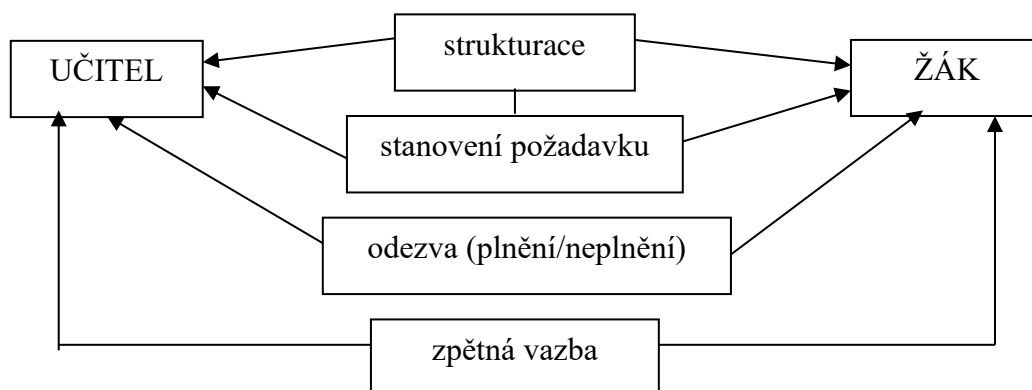 strukturace
UČITEL
ŽÁK
stanovení požadavku
odezva (plnění/neplnění)
zpětná vazba